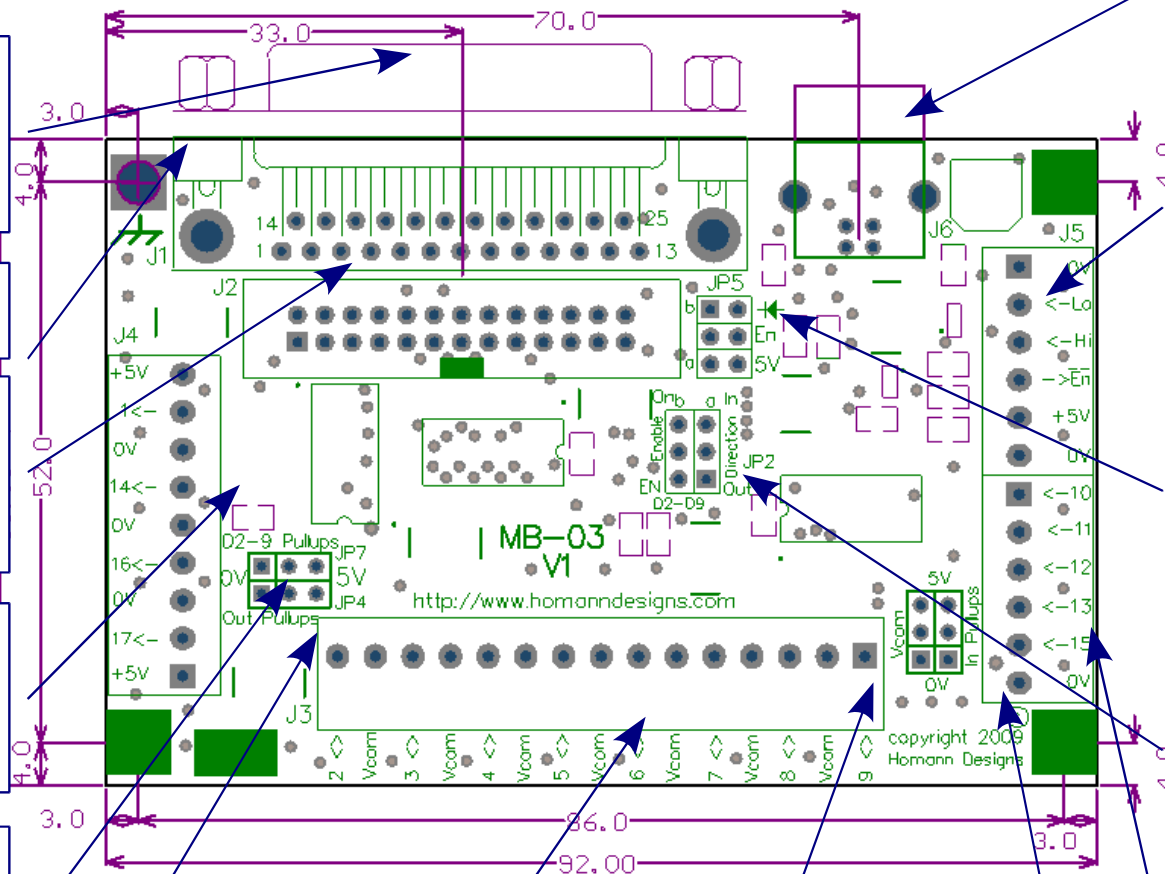 70.0
33.0
3.0
4.0
4.0
14
25
1
13
J1
J6
J5
J2
JP5
b
a
En
5V
0V
<-Lo
<-Hi
->En
+5V
0V
J4
+5V
1<-
0V
14<-
0V
16<-
0V
17<-
+5V
52.0
On
b
a
In
Enable
Direction
EN
Out
JP2
D2-D9
<-10
<-11
<-12
<-13
<-15
0V
D2-9 Pullups
JP7
0V
5V
JP4
Out Pullups
MB-03
V1
http://www.homanndesigns.com
5V
Vcom
In Pullups
0V
J3
2 <>
Vcom
3 <>
Vcom
4 <>
Vcom
5 <>
Vcom
6 <>
Vcom
7 <>
Vcom
8 <>
Vcom
9 <>
copyright 2009
Homann Designs
4.0
4.0
3.0
86.0
3.0
92.00